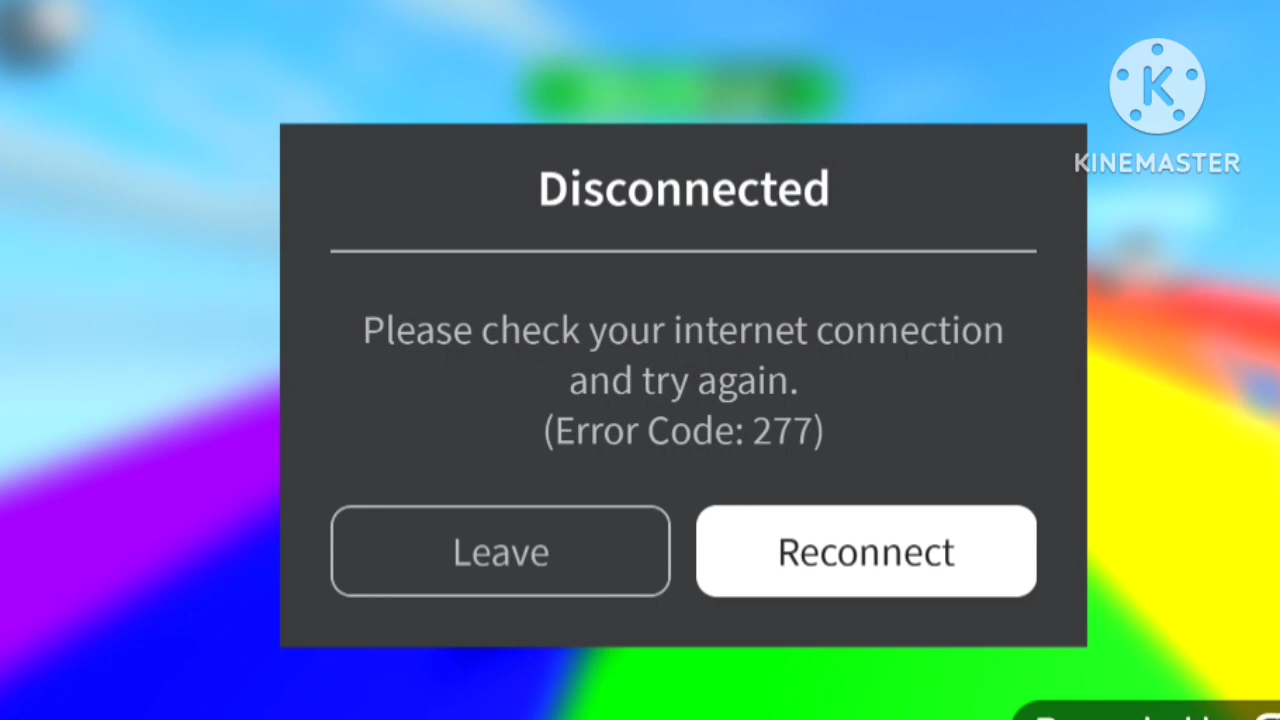 K
KINEMASTER
Disconnected
Please check your internet connection
and try again.
(Error Code: 277)
Leave
Reconnect